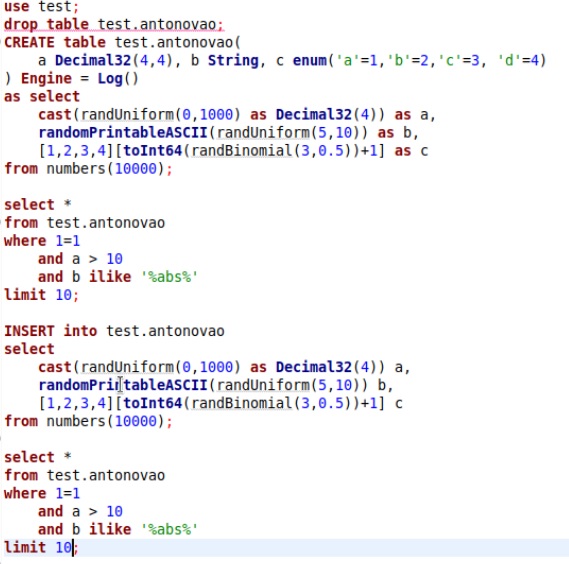 use test;
drop table test.antonovao;
CREATE table test.antonovao(
    a Decimal32(4,4), b String, c enum('a'=1,'b'=2,'c'=3, 'd'=4)
) Engine = Log()
as select
    cast(randUniform(0,1000) as Decimal32(4)) as a,
    randomPrintableASCII(randUniform(5,10)) as b,
    [1,2,3,4][toInt64(randBinomial(3,0.5))+1] as c
from numbers(10000);

select *
from test.antonovao
where 1=1
    and a > 10
    and b ilike '%abs%'
limit 10;

INSERT into test.antonovao
select
    cast(randUniform(0,1000) as Decimal32(4)) a,
    randomPrintableASCII(randUniform(5,10)) b,
    [1,2,3,4][toInt64(randBinomial(3,0.5))+1] c
from numbers(10000);

select *
from test.antonovao
where 1=1
    and a > 10
    and b ilike '%abs%'
limit 10;